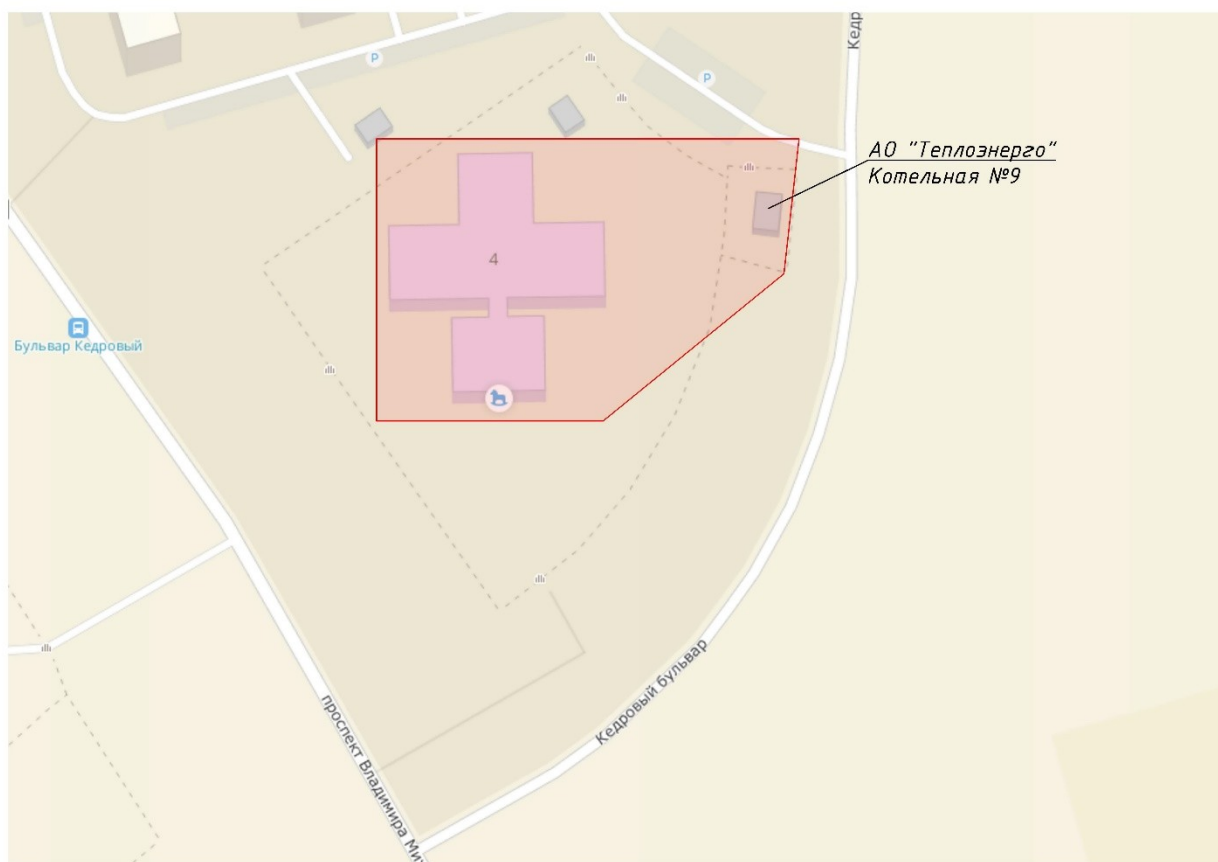 Р
Р
Кедр
АО "Теплоэнерго"
Котельная №9
4
Бульвар Кедровый
Кедровый бульвар
проспект Владимира Ми